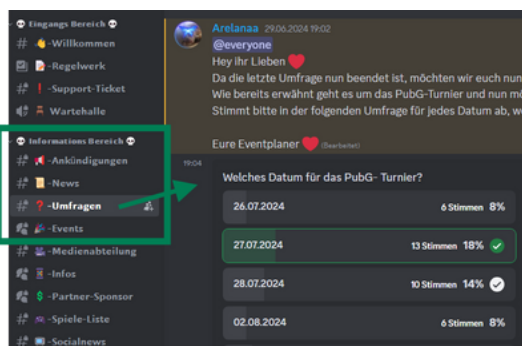 Eingangs Bereich
-Willkommen
-Regelwerk
-Support-Ticket
Wartehalle
Informations Bereich
-Ankündigungen
-News
-Umfragen
-Events
-Medienabteilung
-Infos
-Partner-Sponsor
-Spiele-Liste
-Socialnews
Arelanaa 29.06.2024 19:02
@everyone
Hey ihr Lieben
Da die letzte Umfrage nun beendet ist, möchten wir euch nun
Wie bereits erwähnt geht es um das PubG-Turnier und nun
Stimmt bitte in der folgenden Umfrage für jedes Datum ab,
Eure Eventplaner (bearbeitet)
19:04
Welches Datum für das PubG- Turnier?
26.07.2024 6 Stimmen 8%
27.07.2024 13 Stimmen 18%
28.07.2024 10 Stimmen 14%
02.08.2024 6 Stimmen 8%